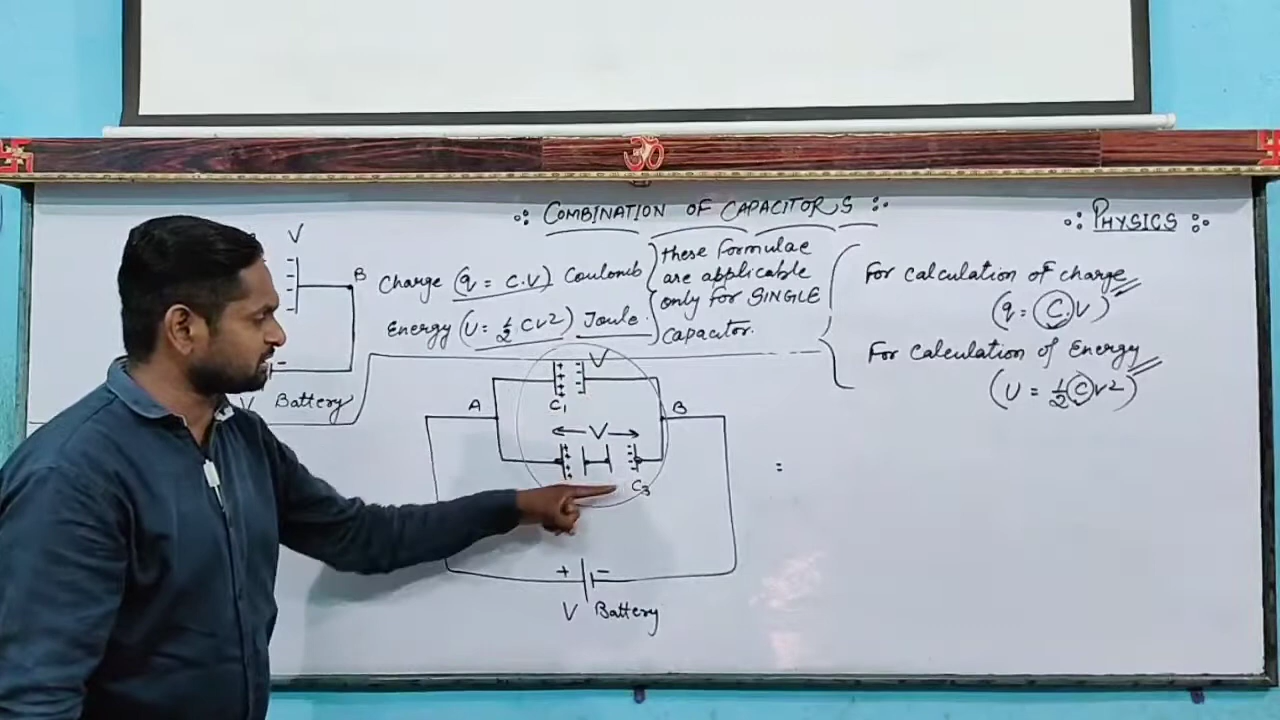 ॐ
∴ COMBINATION OF CAPACITORS ∴
∴ PHYSICS ∴
V
B
-
Battery
V
Charge (q = C.V) Coulomb
Energy (U = ½ CV²) Joule.
these formulae
are applicable
only for SINGLE
capacitor.
For calculation of charge
(q = C.V)
For calculation of Energy
(U = ½ C V²)
V
+ + + +
- - - -
C₁
A
B
← V →
+ + + +
- - - -
C₃
=
+ -
V Battery